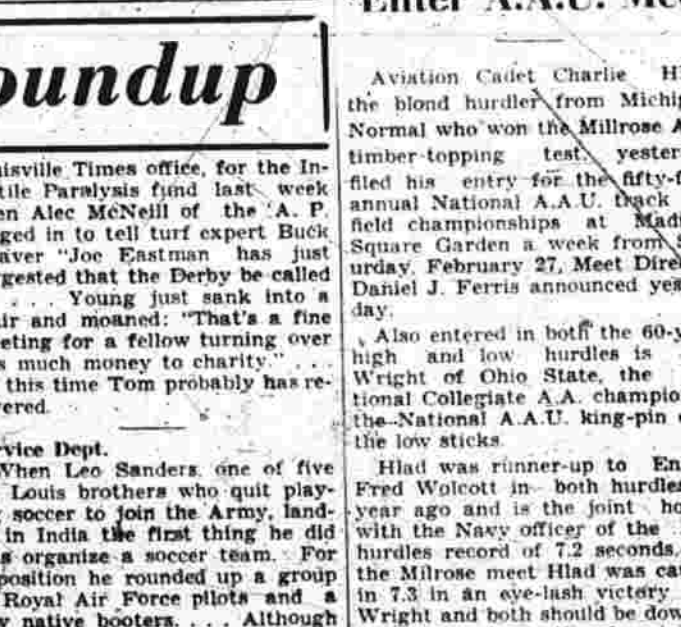 oundup
isville Times office, for the In-
tile Paralysis fund last week
en Alec McNeill of the A. P.
ged in to tell turf expert Buck
aver "Joe Eastman has just
gested that the Derby be called
. . . . Young just sank into a
ir and moaned: "That's a fine
eting for a fellow turning over
s much money to charity." . . .
this time Tom probably has re-
ered.
vice Dept.
When Leo Sanders, one of five
Louis brothers who quit play-
soccer to join the Army, land-
in India the first thing he did
s organize a soccer team. For
position he rounded up a group
Royal Air Force pilots and a
native booters. . . . Although
Enter A.A.U.
Aviation Cadet Charlie H
the blond hurdler from Michig
Normal who won the Millrose A
timber-topping test, yester
filed his entry for the fifty-f
annual National A.A.U. track
field championships at Madi
Square Garden a week from S
urday, February 27, Meet Dire
Daniel J. Ferris announced yes
day.
Also entered in both the 60-y
high and low hurdles is
Wright of Ohio State, the
tional Collegiate A.A. champio
the National A.A.U. king-pin
the low sticks.
Hlad was runner-up to En
Fred Wolcott in both hurdles
year ago and is the joint ho
with the Navy officer of the
hurdles record of 7.2 seconds.
the Milrose meet Hlad was ca
in 7.3 in an eye-lash victory
Wright and both should be dow